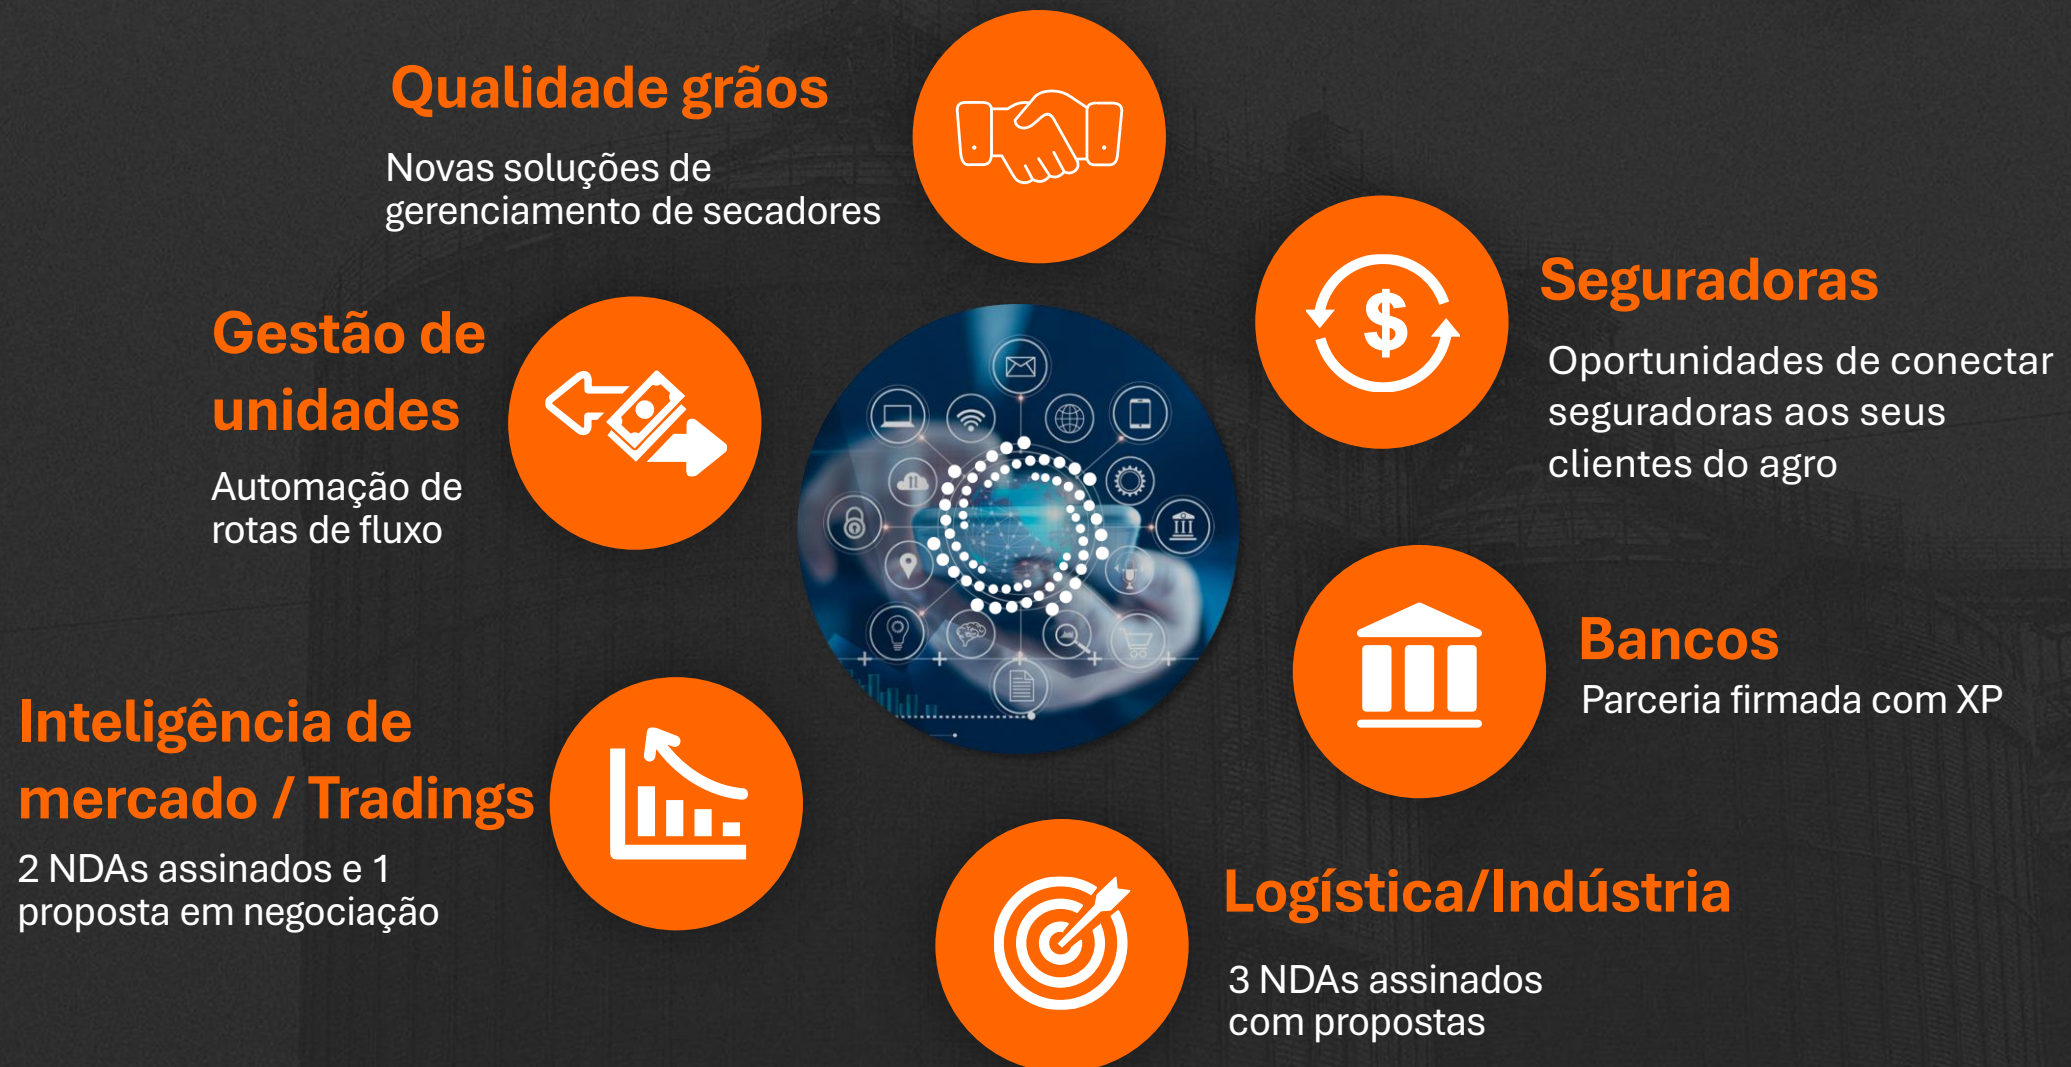 Qualidade grãos
Novas soluções de
gerenciamento de secadores
Seguradoras
Oportunidades de conectar
seguradoras aos seus
clientes do agro
Gestão de
unidades
Automação de
rotas de fluxo
Bancos
Parceria firmada com XP
Inteligência de
mercado / Tradings
2 NDAs assinados e 1
proposta em negociação
Logística/Indústria
3 NDAs assinados
com propostas